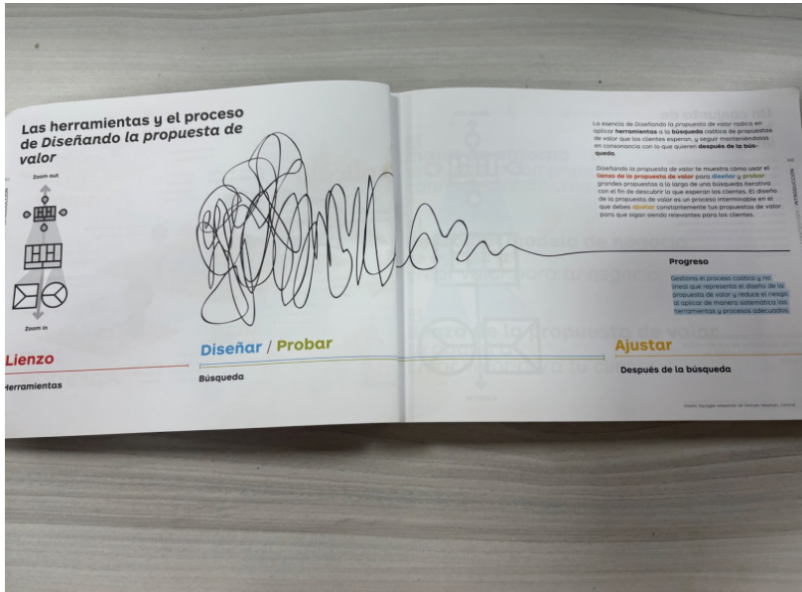 Las herramientas y el proceso
de Diseñando la propuesta de
valor
Zoom out
Zoom in
Lienzo
Herramientas
Diseñar / Probar
Búsqueda
La esencia de Diseñando la propuesta de valor radica en
aplicar herramientas a la búsqueda caótica de propuestas
de valor que los clientes esperan, y seguir manteniéndolas
en consonancia con lo que quieren después de la bús-
queda.
Diseñando la propuesta de valor te muestra cómo usar el
lienzo de la propuesta de valor para diseñar y probar
grandes propuestas a lo largo de una búsqueda iterativa
con el fin de descubrir lo que esperan los clientes. El diseño
de la propuesta de valor es un proceso interminable en el
que debes ajustar constantemente tus propuestas de valor
para que sigan siendo relevantes para los clientes.
Progreso
Gestiona el proceso caótico y no
lineal que representa el diseño de la
propuesta de valor y reduce el riesgo
al aplicar de manera sistemática las
herramientas y procesos adecuados.
Ajustar
Después de la búsqueda